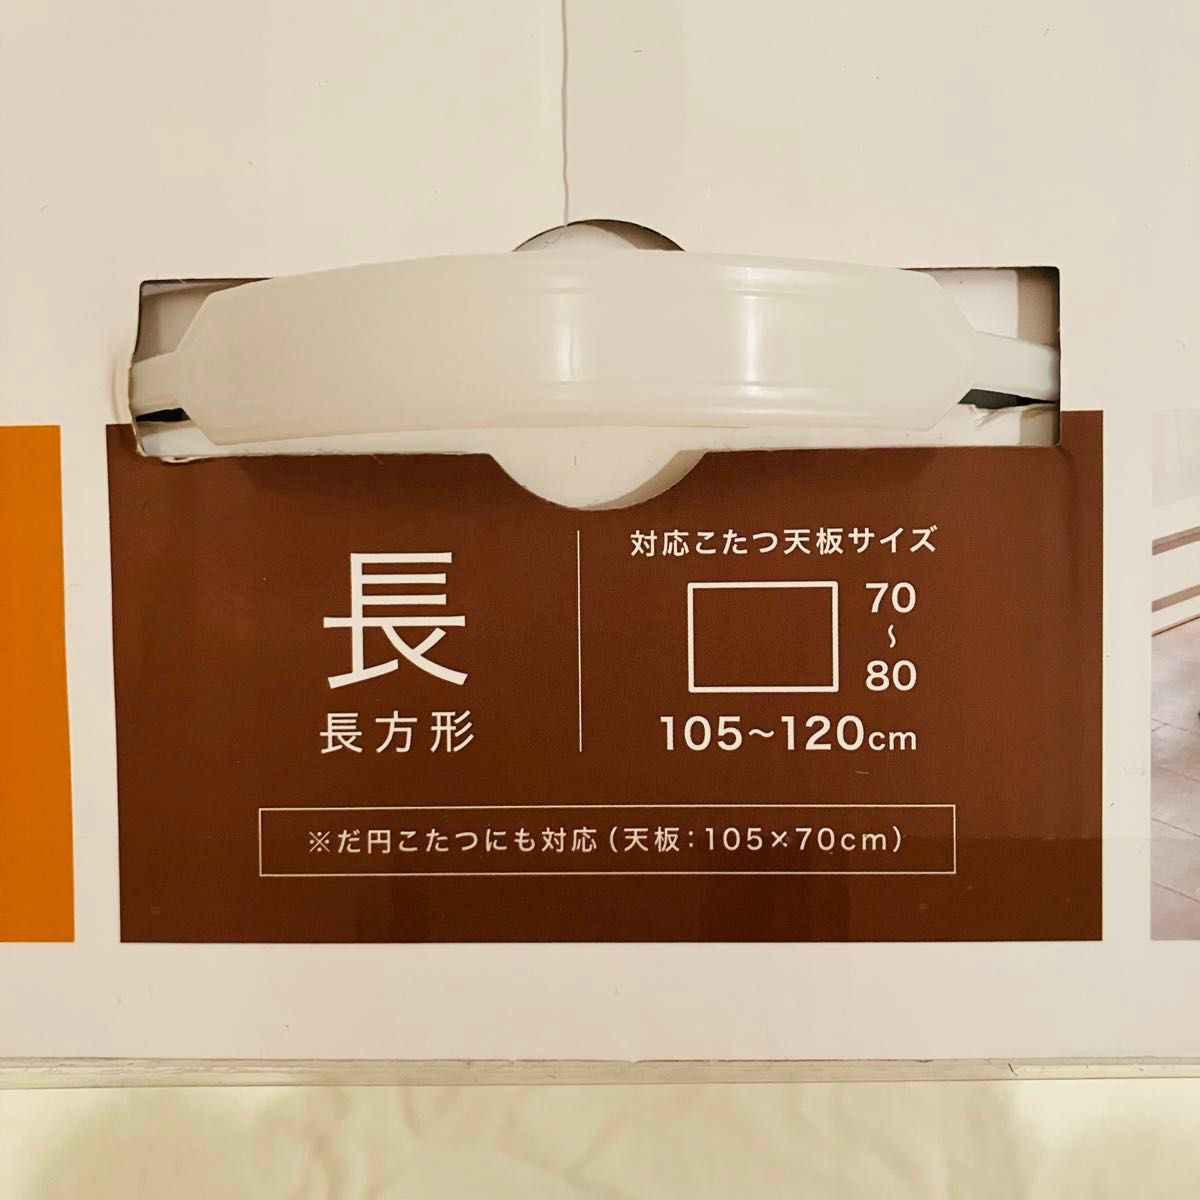 長
長方形
対応こたつ天板サイズ
70
～
80
105～120cm
※だ円こたつにも対応（天板：105×70cm）